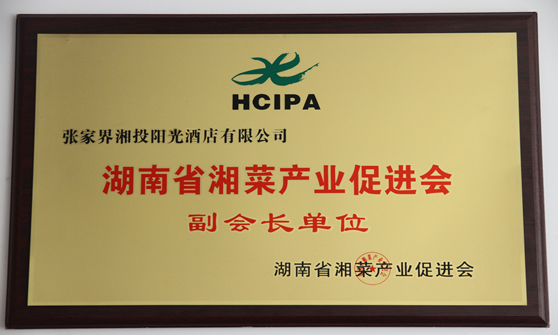 HCIPA
张家界湘投阳光酒店有限公司
湖南省湘菜产业促进会
副会长单位
湖南省湘菜产业促进会